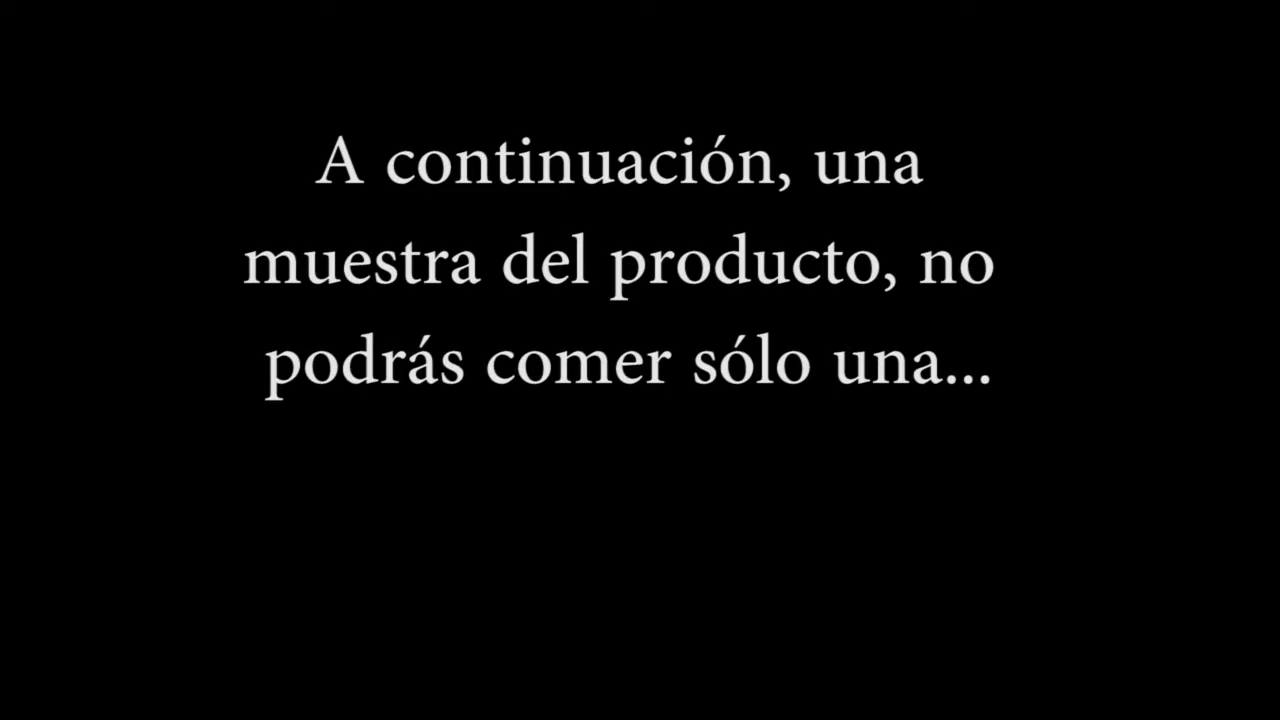 A continuación, una
muestra del producto, no
podrás comer sólo una...